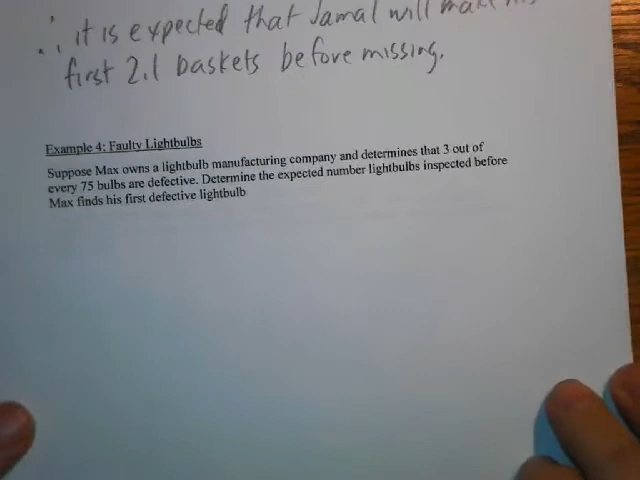 ∴ it is expected that Jamal will make his
first 2.1 baskets before missing.
Example 4: Faulty Lightbulbs
Suppose Max owns a lightbulb manufacturing company and determines that 3 out of
every 75 bulbs are defective. Determine the expected number lightbulbs inspected before
Max finds his first defective lightbulb